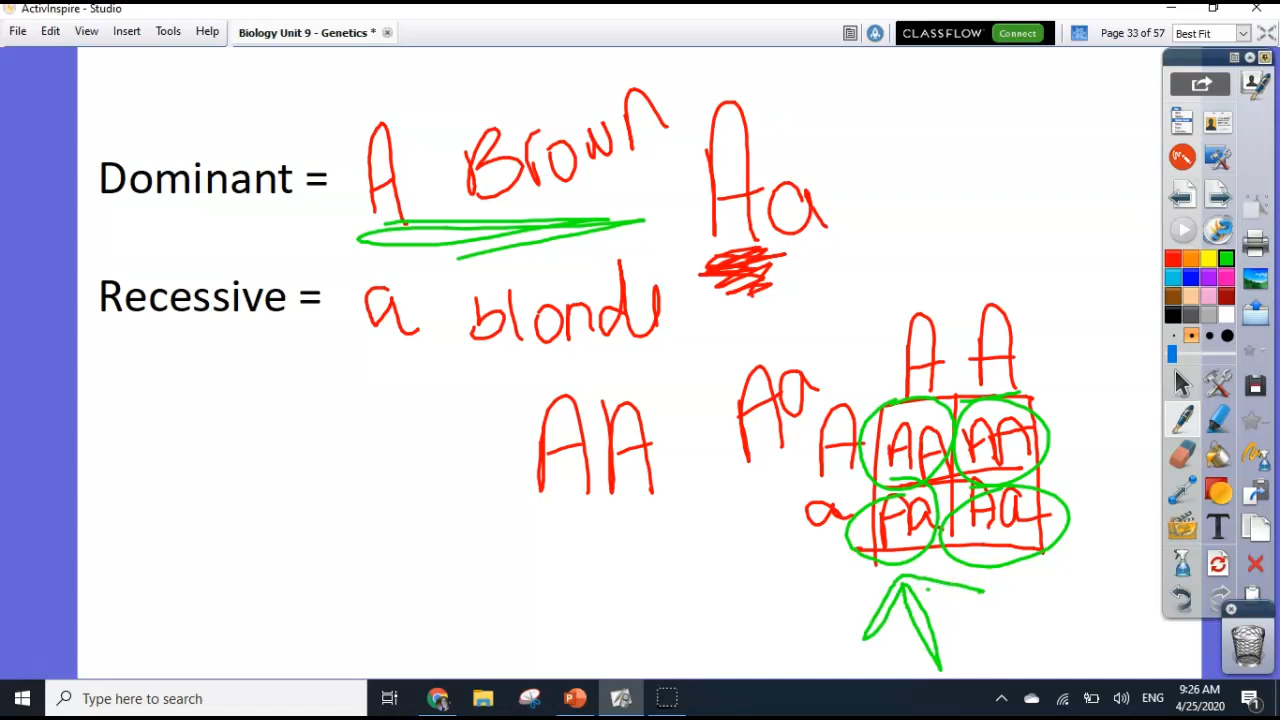 ActivInspire - Studio
File Edit View Insert Tools Help Biology Unit 9 - Genetics * CLASSFLOW Connect Page 33 of 57 Best Fit
Dominant = A Brown Aa
Recessive = a blonde
A A
AA Aa A AA AA
a Aa Aa
T
Type here to search
ENG 9:26 AM
4/25/2020
1